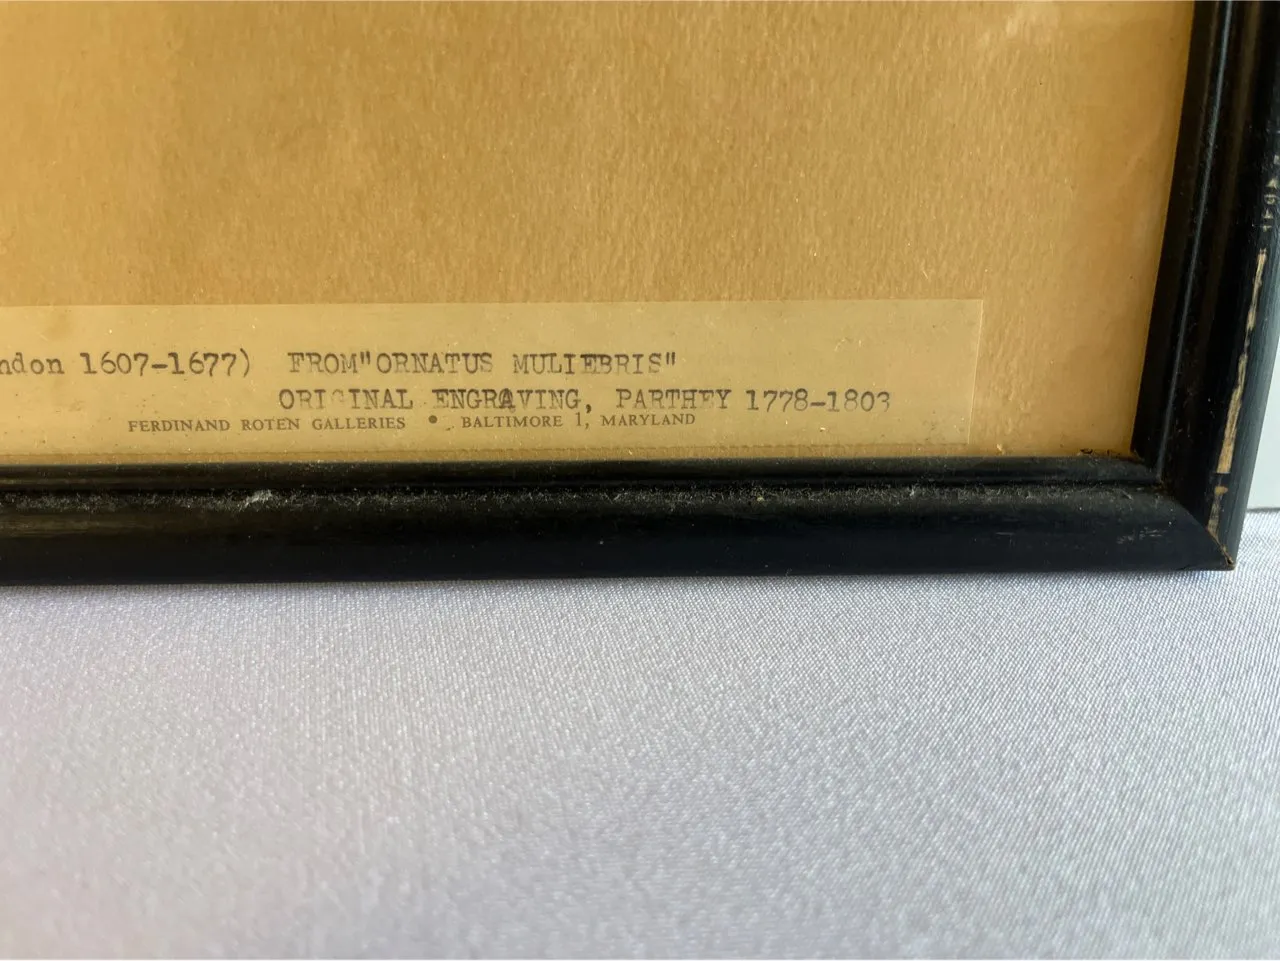 ndon 1607-1677) FROM"ORNATUS MULIEBRIS"
ORIGINAL ENGRAVING, PARTHEY 1778-1803
FERDINAND ROTEN GALLERIES • BALTIMORE 1, MARYLAND